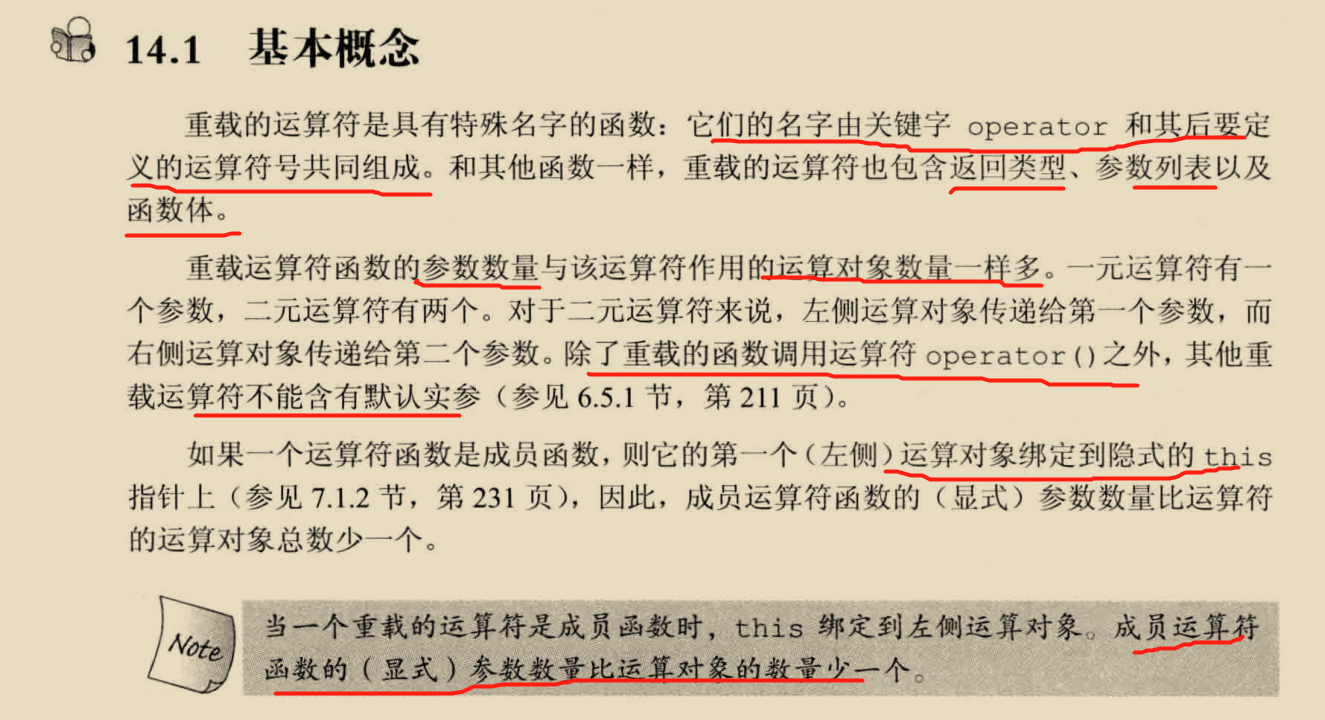 14.1 基本概念
重载的运算符是具有特殊名字的函数：它们的名字由关键字 operator 和其后要定
义的运算符号共同组成。和其他函数一样，重载的运算符也包含返回类型、参数列表以及
函数体。
重载运算符函数的参数数量与该运算符作用的运算对象数量一样多。一元运算符有一
个参数，二元运算符有两个。对于二元运算符来说，左侧运算对象传递给第一个参数，而
右侧运算对象传递给第二个参数。除了重载的函数调用运算符 operator()之外，其他重
载运算符不能含有默认实参（参见 6.5.1 节，第 211 页）。
如果一个运算符函数是成员函数，则它的第一个（左侧）运算对象绑定到隐式的 this
指针上（参见 7.1.2 节，第 231 页），因此，成员运算符函数的（显式）参数数量比运算符
的运算对象总数少一个。
Note
当一个重载的运算符是成员函数时，this 绑定到左侧运算对象。成员运算符
函数的（显式）参数数量比运算对象的数量少一个。